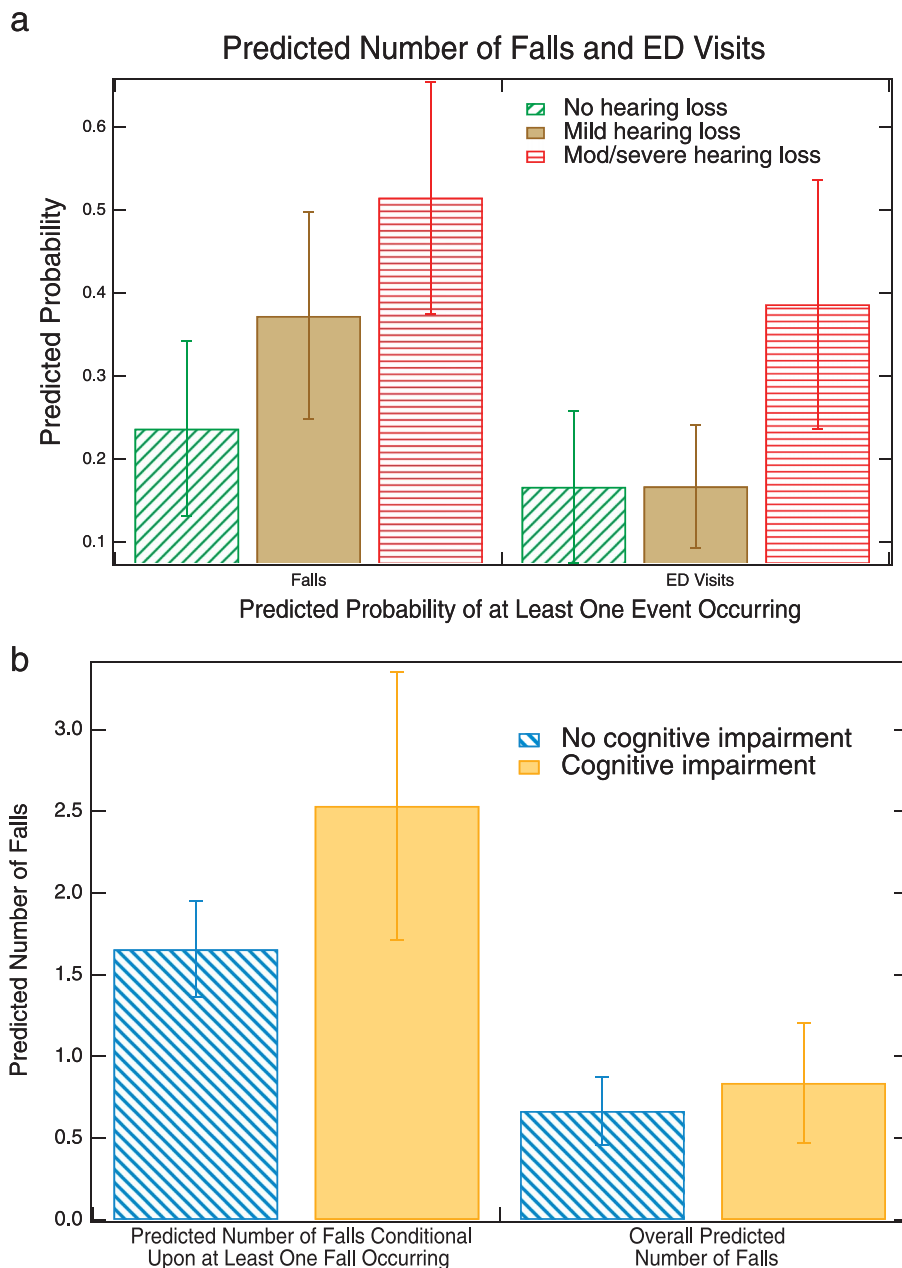 a
Predicted Number of Falls and ED Visits
No hearing loss
Mild hearing loss
Mod/severe hearing loss
Predicted Probability
0.6
0.5
0.4
0.3
0.2
0.1
Falls
ED Visits
Predicted Probability of at Least One Event Occurring
b
No cognitive impairment
Cognitive impairment
Predicted Number of Falls
3.0
2.5
2.0
1.5
1.0
0.5
0.0
Predicted Number of Falls Conditional
Upon at Least One Fall Occurring
Overall Predicted
Number of Falls